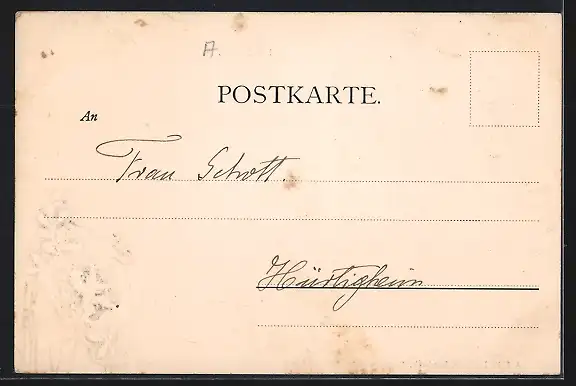 A.
POSTKARTE.
An
Frau Schott.
Hürtigheim